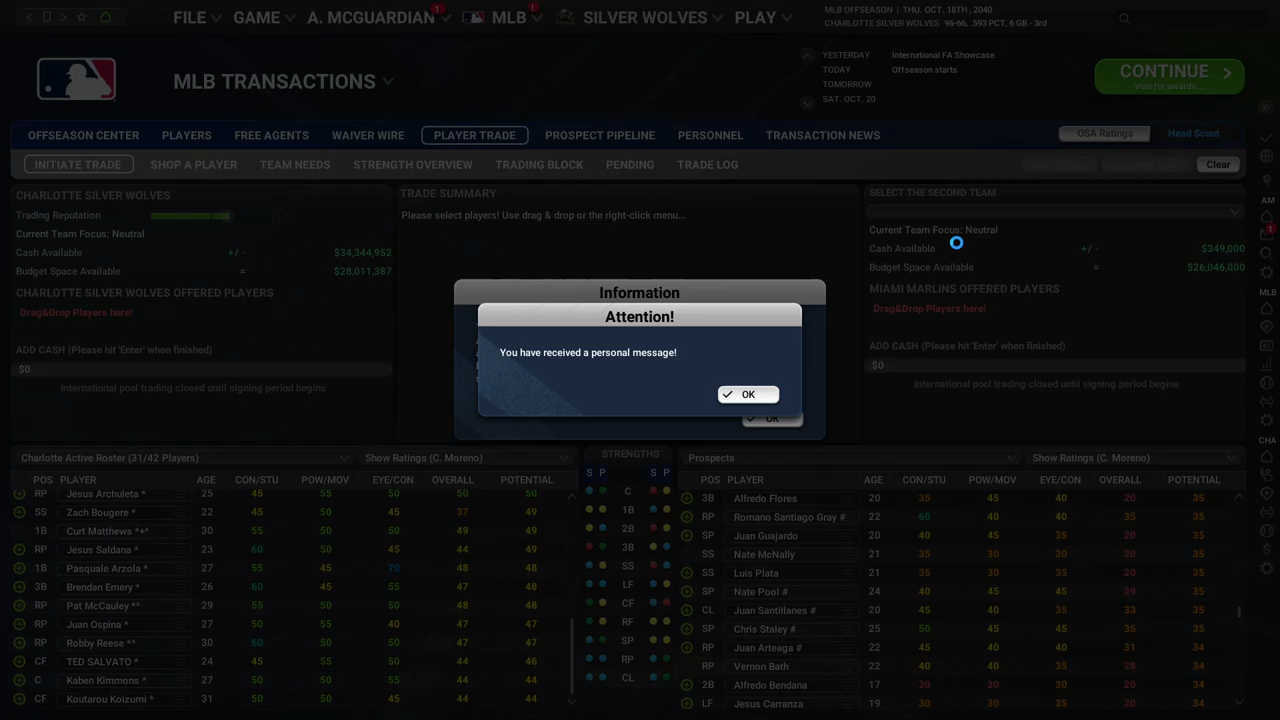 FILE GAME A. MCGUARDIAN 1 MLB ! SILVER WOLVES PLAY
MLB OFFSEASON | THU. OCT. 18TH , 2040
CHARLOTTE SILVER WOLVES 96-66, .593 PCT, 6 GB - 3rd
MLB TRANSACTIONS
YESTERDAY International FA Showcase
TODAY Offseason starts
TOMORROW
SAT. OCT. 20
CONTINUE
Vote for awards...
OFFSEASON CENTER PLAYERS FREE AGENTS WAIVER WIRE PLAYER TRADE PROSPECT PIPELINE PERSONNEL TRANSACTION NEWS OSA Ratings Head Scout
INITIATE TRADE SHOP A PLAYER TEAM NEEDS STRENGTH OVERVIEW TRADING BLOCK PENDING TRADE LOG Clear
CHARLOTTE SILVER WOLVES
Trading Reputation
Current Team Focus: Neutral
Cash Available +/- $34,344,952
Budget Space Available = $28,011,387
CHARLOTTE SILVER WOLVES OFFERED PLAYERS
Drag&Drop Players here!
ADD CASH (Please hit 'Enter' when finished)
$0
International pool trading closed until signing period begins
TRADE SUMMARY
Please select players! Use drag & drop or the right-click menu...
SELECT THE SECOND TEAM
Current Team Focus: Neutral
Cash Available +/- $349,000
Budget Space Available = $26,046,000
MIAMI MARLINS OFFERED PLAYERS
Drag&Drop Players here!
ADD CASH (Please hit 'Enter' when finished)
$0
International pool trading closed until signing period begins
Information
Attention!
You have received a personal message!
OK
OK
Charlotte Active Roster (31/42 Players) Show Ratings (C. Moreno)
POS PLAYER AGE CON/STU POW/MOV EYE/CON OVERALL POTENTIAL
RP Jesus Archuleta * 25 45 55 50 50 50
SS Zach Bougere * 22 45 50 45 37 49
1B Curt Matthews *^* 30 55 50 50 49 49
RP Jesus Saldana * 23 60 50 45 44 49
1B Pasquale Arzola * 27 55 45 70 48 48
3B Brendan Emery * 26 60 45 55 47 48
RP Pat McCauley *^ 29 55 50 50 48 48
RP Juan Ospina * 27 50 55 40 47 47
RP Robby Reese *^ 30 60 50 45 47 47
CF TED SALVATO * 24 45 55 50 44 46
C Kaben Kimmons * 27 50 50 55 44 44
CF Koutarou Koizumi * 31 50 50 45 44 44
STRENGTHS
S P S P
C
1B
2B
3B
SS
LF
CF
RF
SP
RP
CL
Prospects Show Ratings (C. Moreno)
POS PLAYER AGE CON/STU POW/MOV EYE/CON OVERALL POTENTIAL
3B Alfredo Flores 20 35 40 40 20 35
RP Romano Santiago Gray # 22 60 40 40 35 35
SP Juan Guajardo 20 40 45 40 20 35
SS Nate McNally 21 35 30 30 20 35
SS Luis Plata 21 35 30 35 20 35
SP Nate Pool # 24 40 45 50 29 35
CL Juan Santillanes # 20 40 45 35 33 35
SP Chris Staley # 25 50 45 40 35 35
RP Juan Arteaga # 22 40 45 40 31 34
RP Vernon Bath 22 40 40 35 28 34
2B Alfredo Bendana 17 20 20 30 20 34
LF Jesus Carranza 19 30 35 35 20 34
AM
1
MLB
CHA